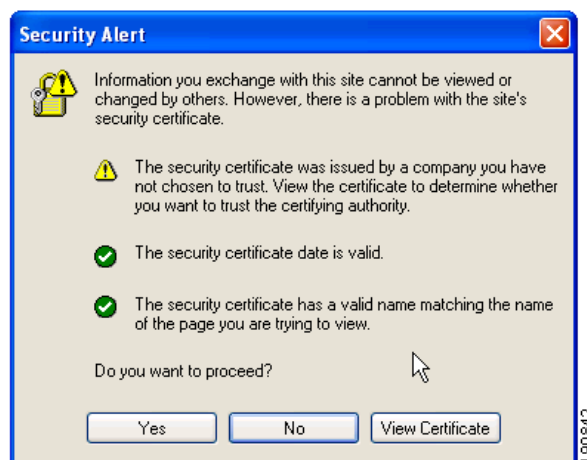 Security Alert
Information you exchange with this site cannot be viewed or
changed by others. However, there is a problem with the site's
security certificate.
The security certificate was issued by a company you have
not chosen to trust. View the certificate to determine whether
you want to trust the certifying authority.
The security certificate date is valid.
The security certificate has a valid name matching the name
of the page you are trying to view.
Do you want to proceed?
Yes
No
View Certificate